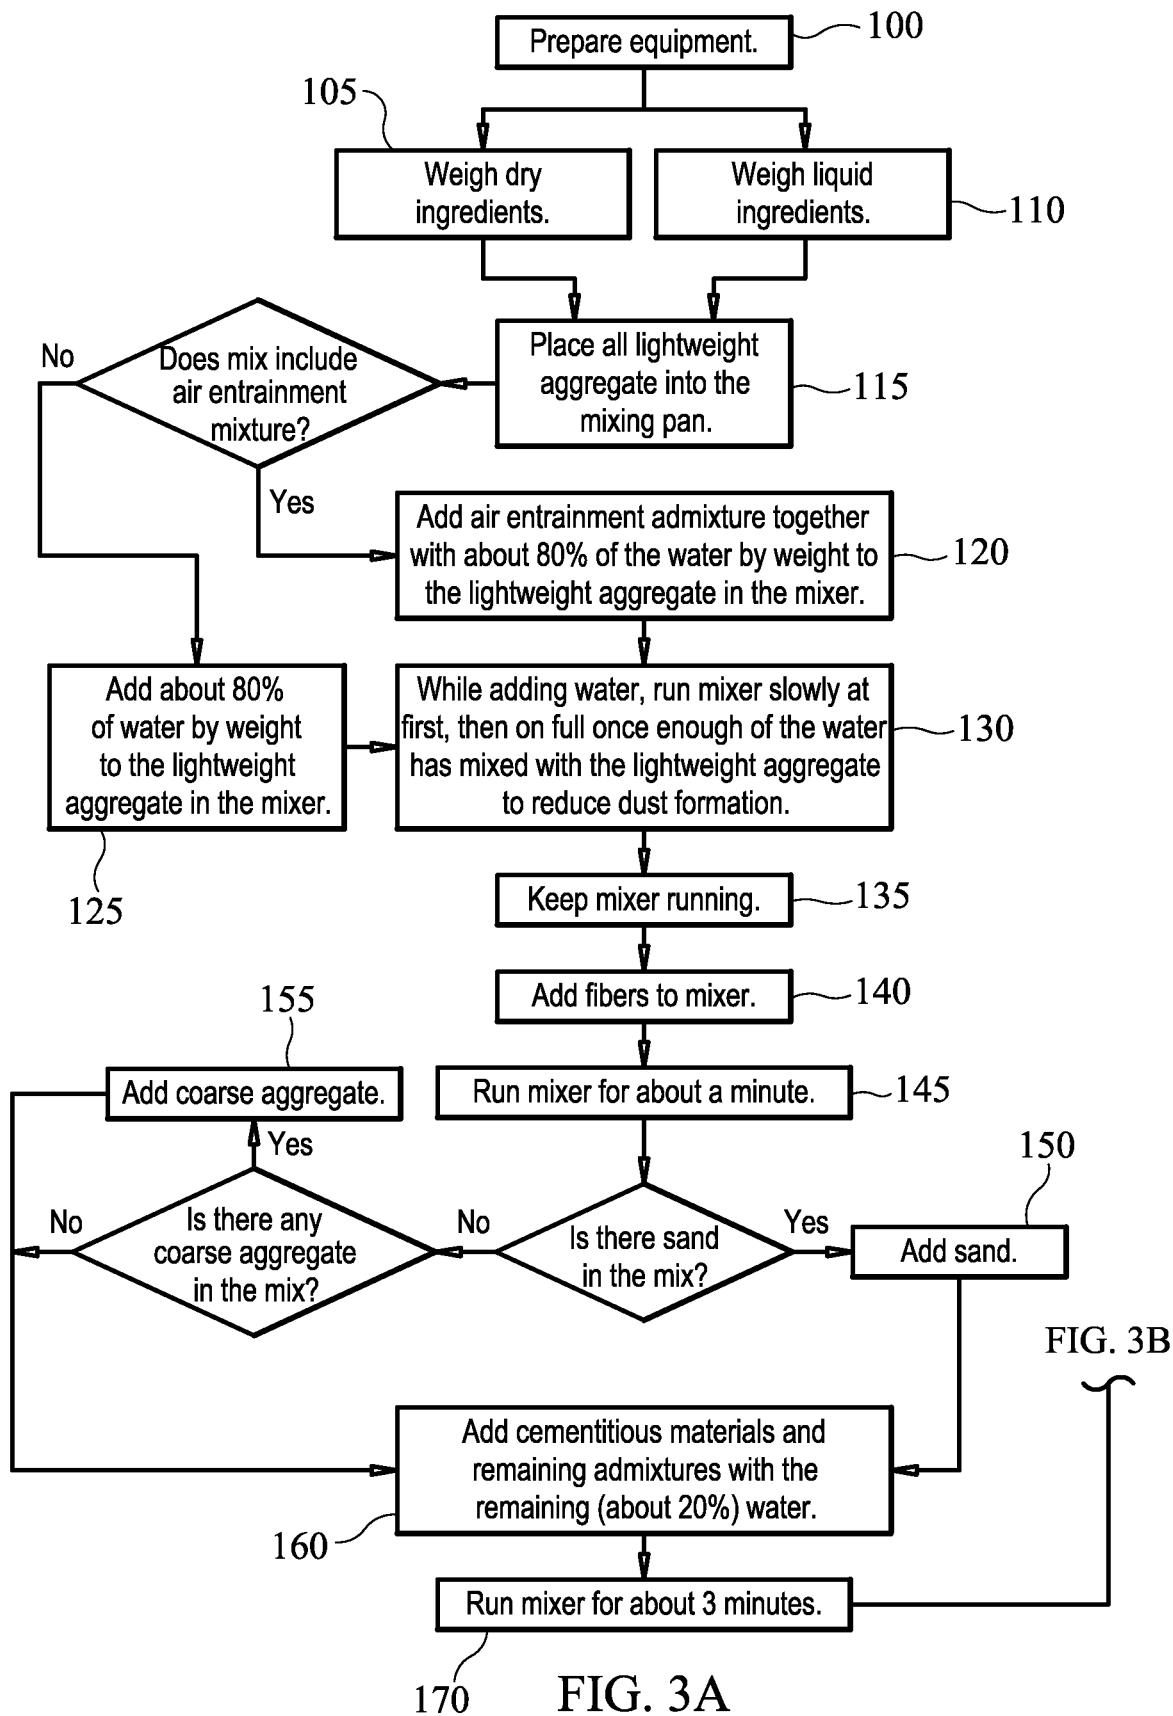 Prepare equipment.
100
105
Weigh dry
ingredients.
Weigh liquid
ingredients.
110
Place all lightweight
aggregate into the
mixing pan.
115
No
Does mix include
air entrainment
mixture?
Yes
Add air entrainment admixture together
with about 80% of the water by weight to
the lightweight aggregate in the mixer.
120
Add about 80%
of water by weight
to the lightweight
aggregate in the mixer.
125
While adding water, run mixer slowly at
first, then on full once enough of the water
has mixed with the lightweight aggregate
to reduce dust formation.
130
Keep mixer running.
135
Add fibers to mixer.
140
155
Add coarse aggregate.
Run mixer for about a minute.
145
Yes
No
Is there any
coarse aggregate
in the mix?
No
Is there sand
in the mix?
Yes
150
Add sand.
FIG. 3B
Add cementitious materials and
remaining admixtures with the
remaining (about 20%) water.
160
Run mixer for about 3 minutes.
170
FIG. 3A